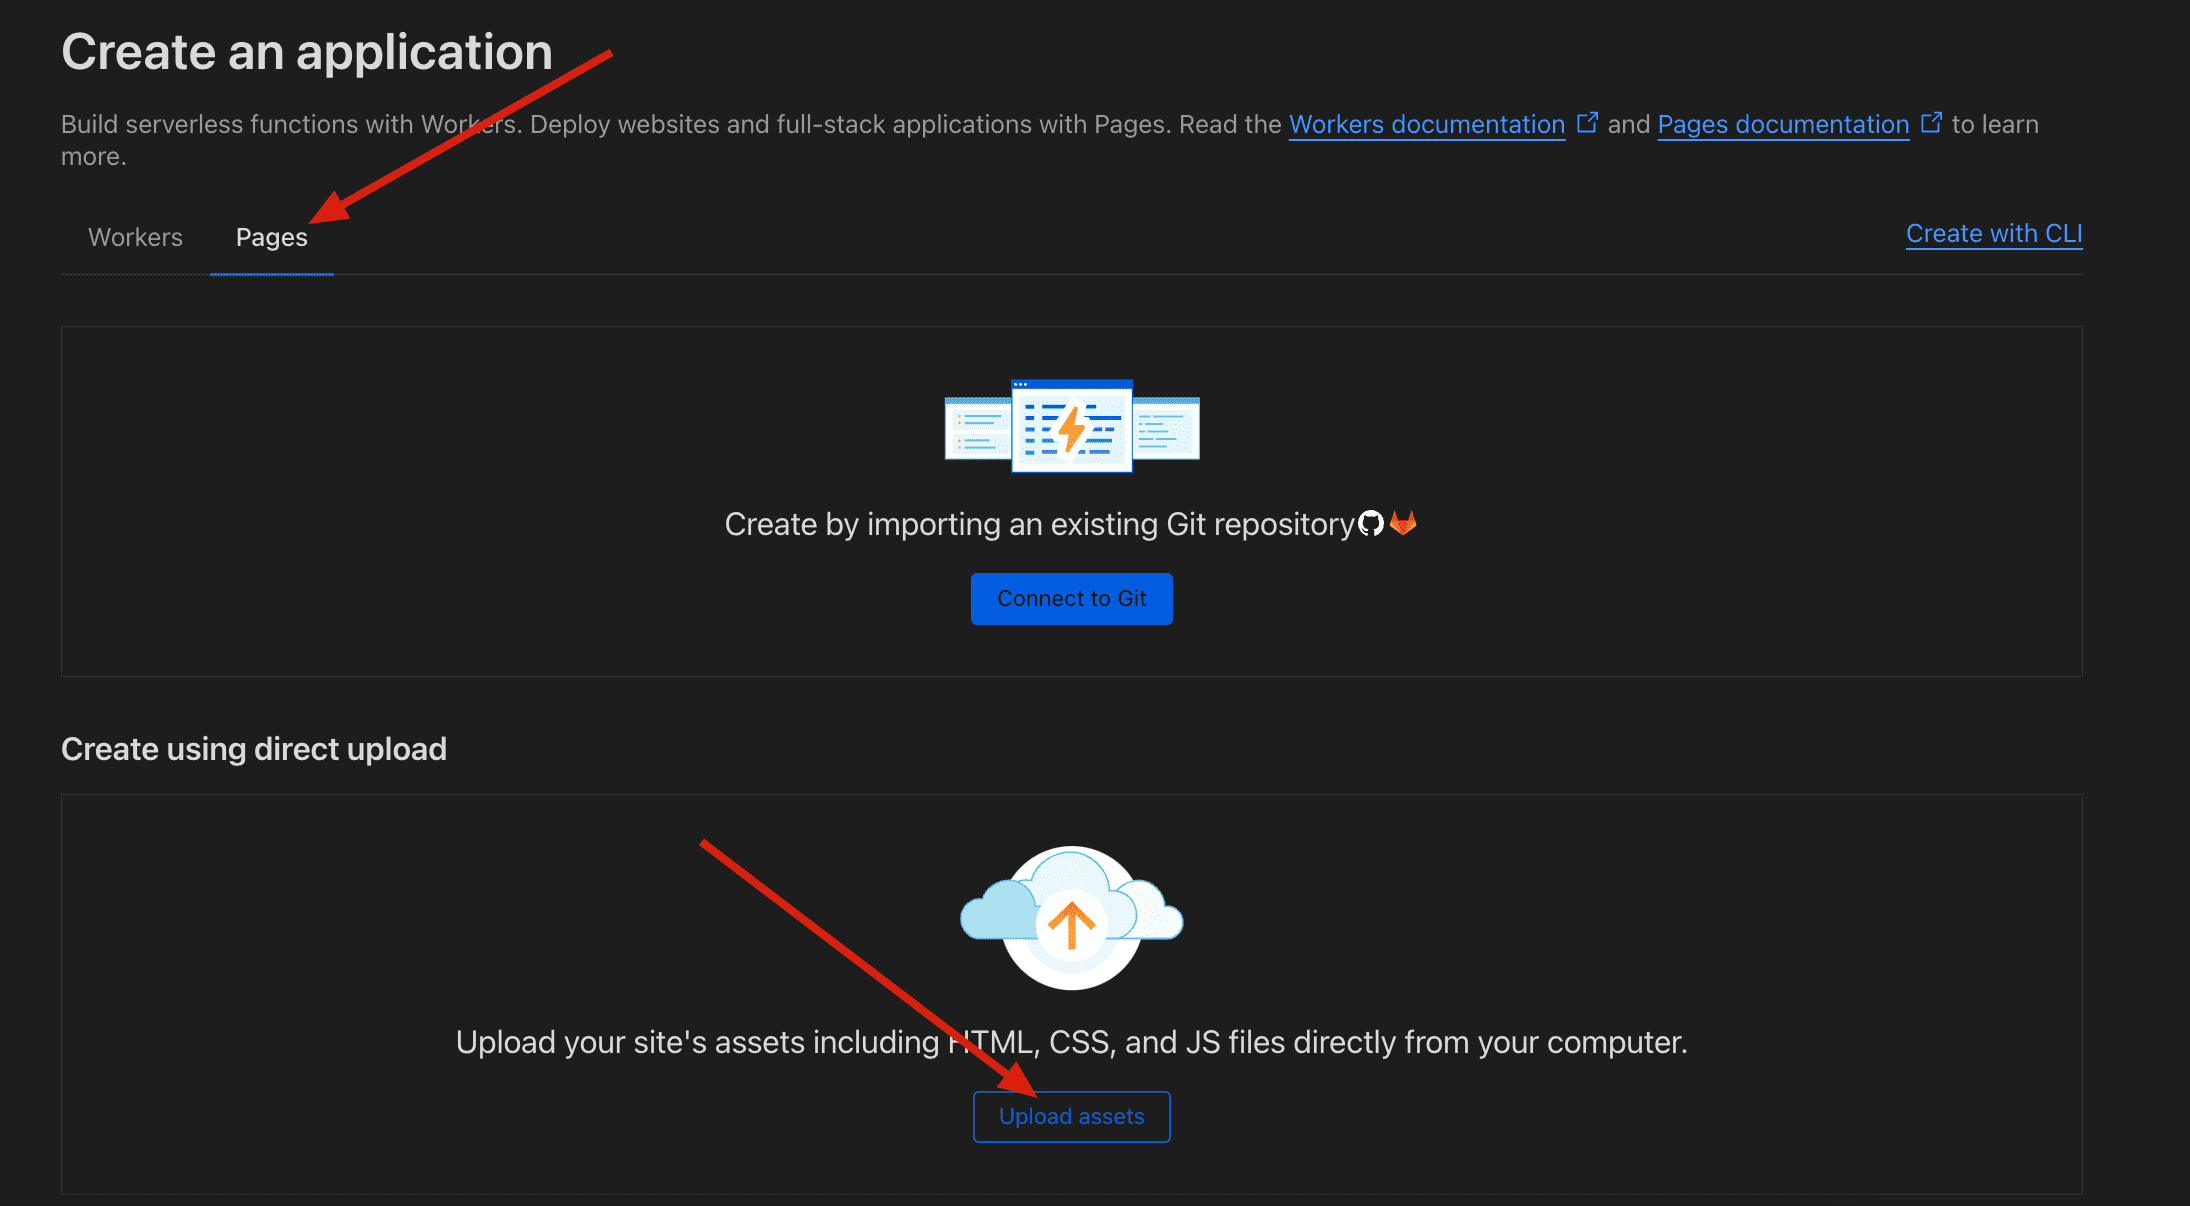 Create an application
Build serverless functions with Workers. Deploy websites and full-stack applications with Pages. Read the Workers documentation and Pages documentation to learn
more.
Workers Pages Create with CLI
Create by importing an existing Git repository
Connect to Git
Create using direct upload
Upload your site's assets including HTML, CSS, and JS files directly from your computer.
Upload assets